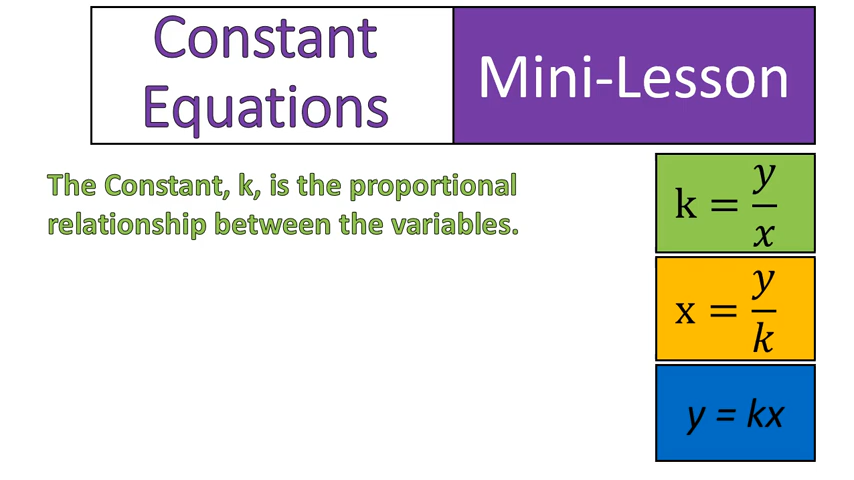 Constant
Equations
Mini-Lesson
The Constant, k, is the proportional
relationship between the variables.
k = y/x
x = y/k
y = kx